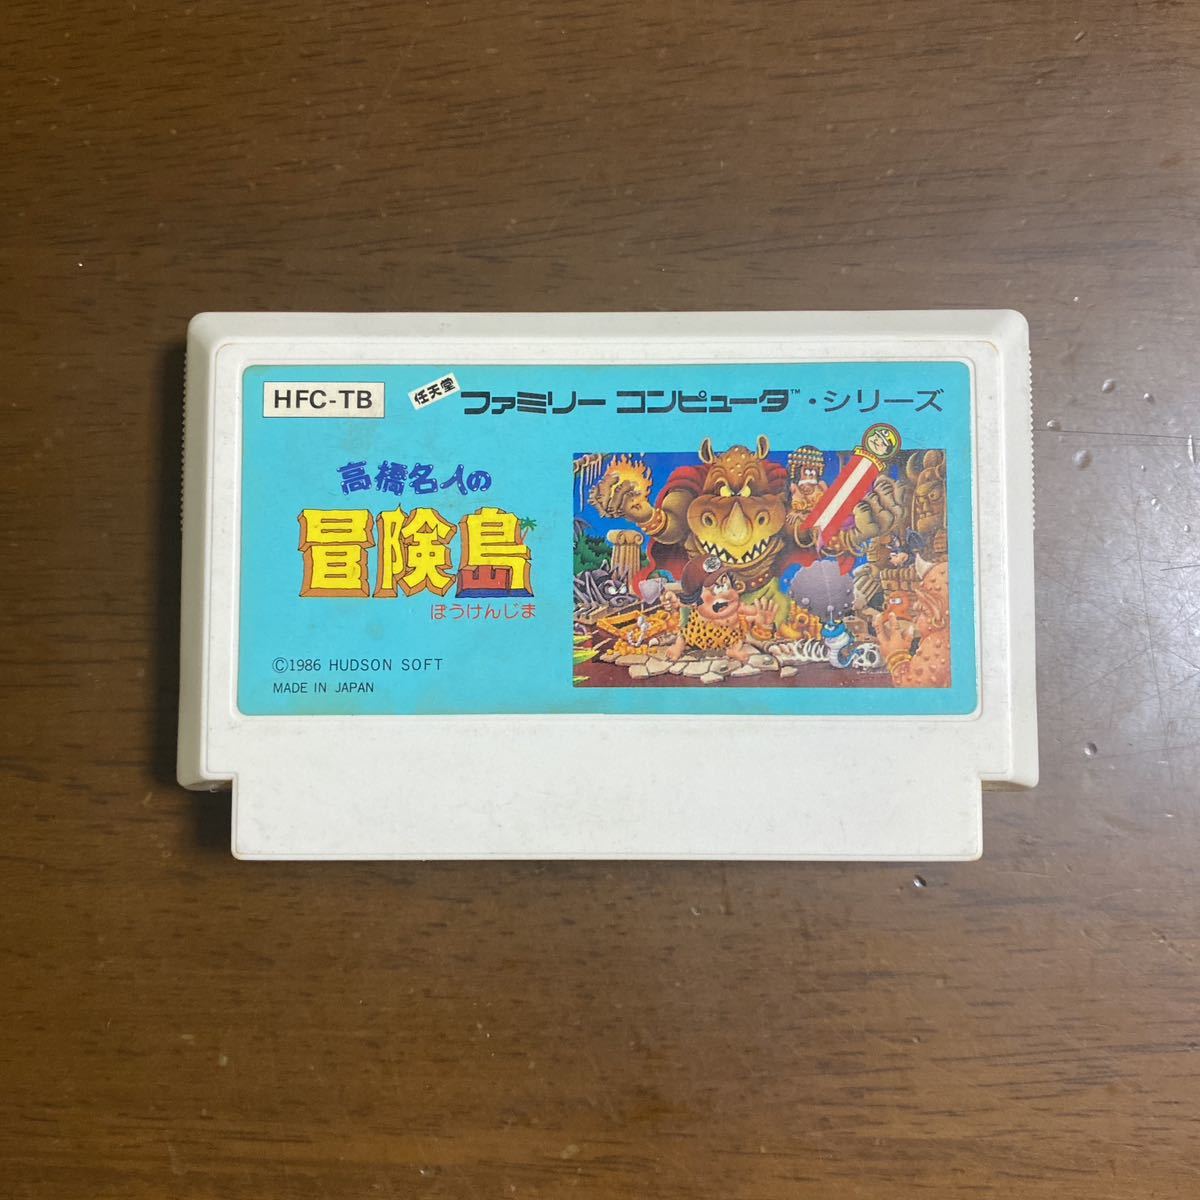 HFC-TB
任天堂 ファミリー コンピュータ™・シリーズ
高橋名人の
冒険島
ぼうけんじま
©1986 HUDSON SOFT
MADE IN JAPAN